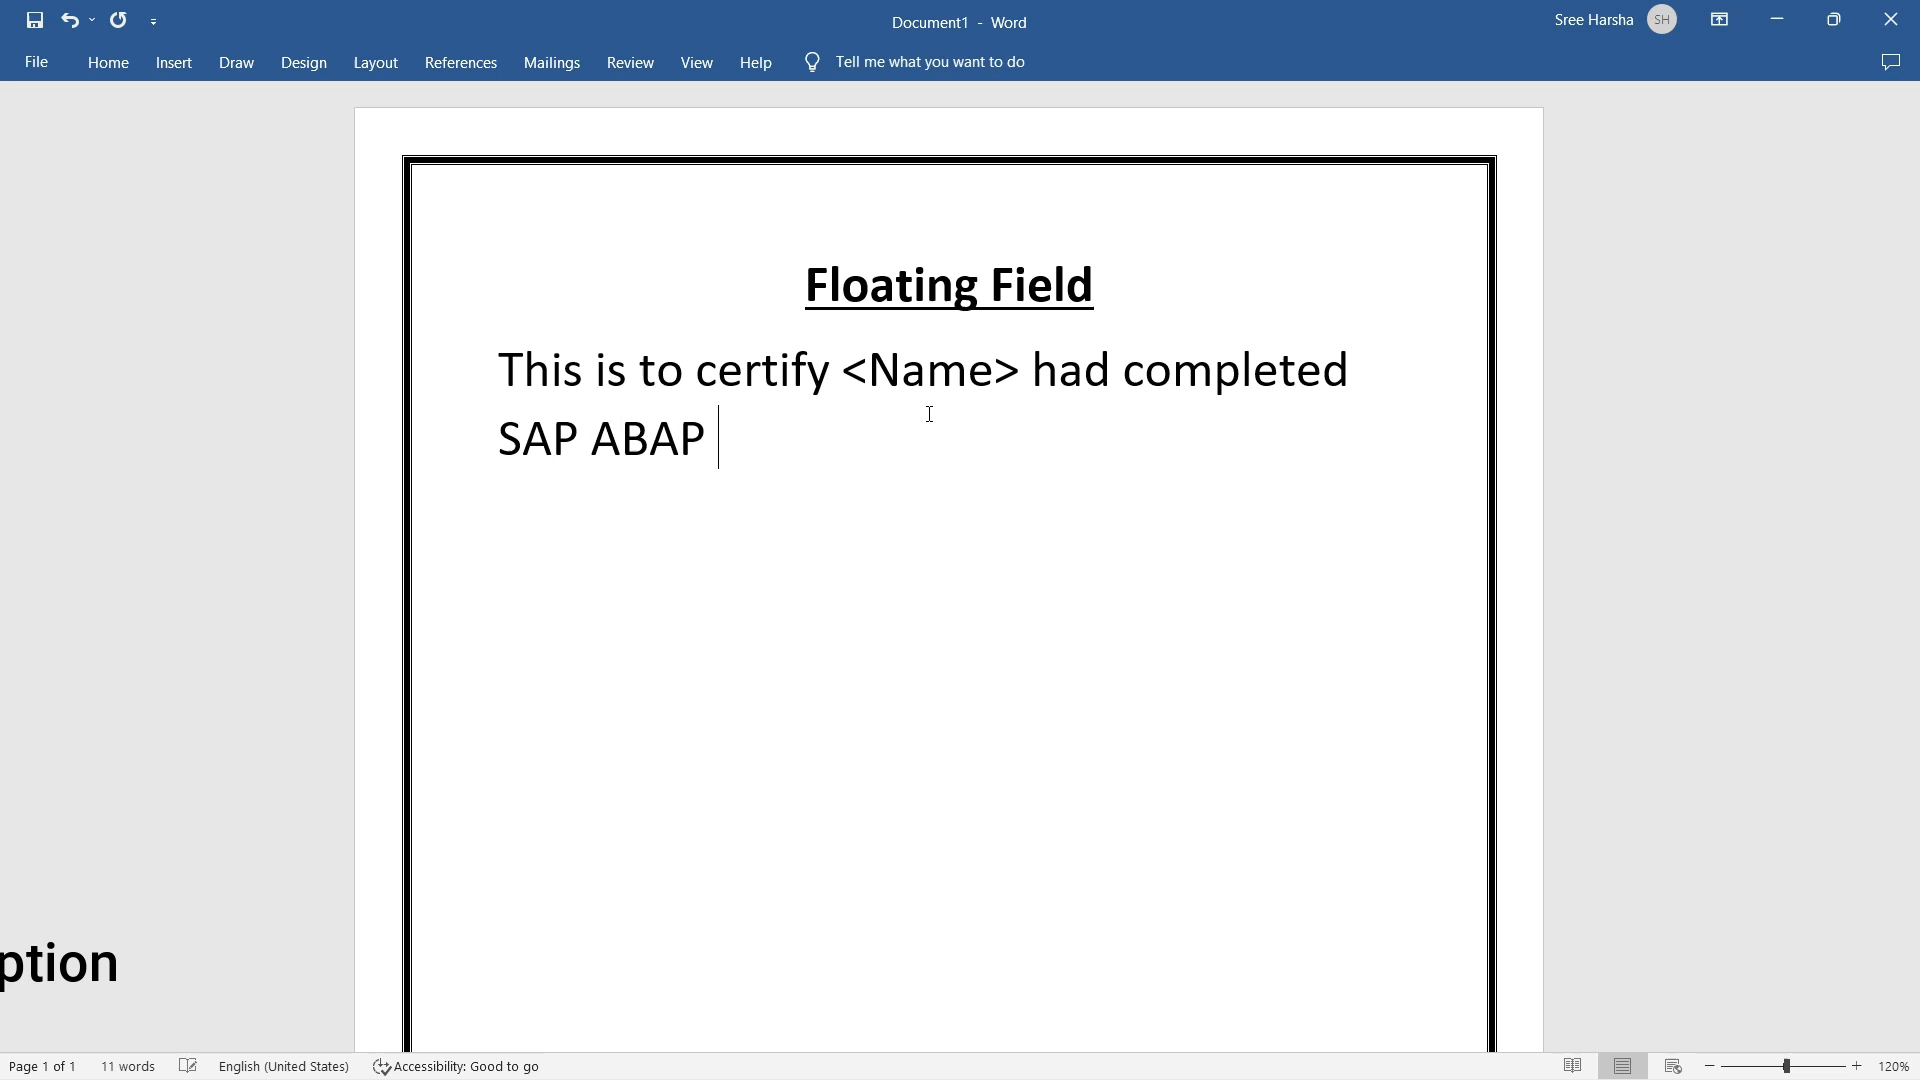 Document1 - Word
Sree Harsha SH
File Home Insert Draw Design Layout References Mailings Review View Help Tell me what you want to do
Floating Field
This is to certify <Name> had completed
SAP ABAP
ption
Page 1 of 1 11 words English (United States) Accessibility: Good to go 120%